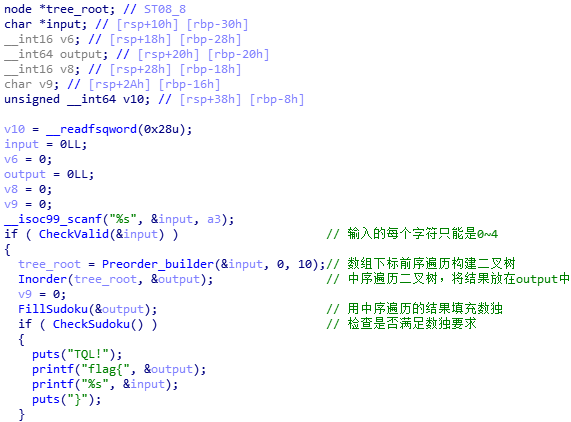 node *tree_root; // ST08_8
char *input; // [rsp+10h] [rbp-30h]
__int16 v6; // [rsp+18h] [rbp-28h]
__int64 output; // [rsp+20h] [rbp-20h]
__int16 v8; // [rsp+28h] [rbp-18h]
char v9; // [rsp+2Ah] [rbp-16h]
unsigned __int64 v10; // [rsp+38h] [rbp-8h]
v10 = __readfsqword(0x28u);
input = 0LL;
v6 = 0;
output = 0LL;
v8 = 0;
v9 = 0;
__isoc99_scanf("%s", &input, a3);
if ( CheckValid(&input) ) // 输入的每个字符只能是0~4
{
tree_root = Preorder_builder(&input, 0, 10);// 数组下标前序遍历构建二叉树
Inorder(tree_root, &output); // 中序遍历二叉树，将结果放在output中
v9 = 0;
FillSudoku(&output); // 用中序遍历的结果填充数独
if ( CheckSudoku() ) // 检查是否满足数独要求
{
puts("TQL!");
printf("flag{", &output);
printf("%s", &input);
puts("}");
}